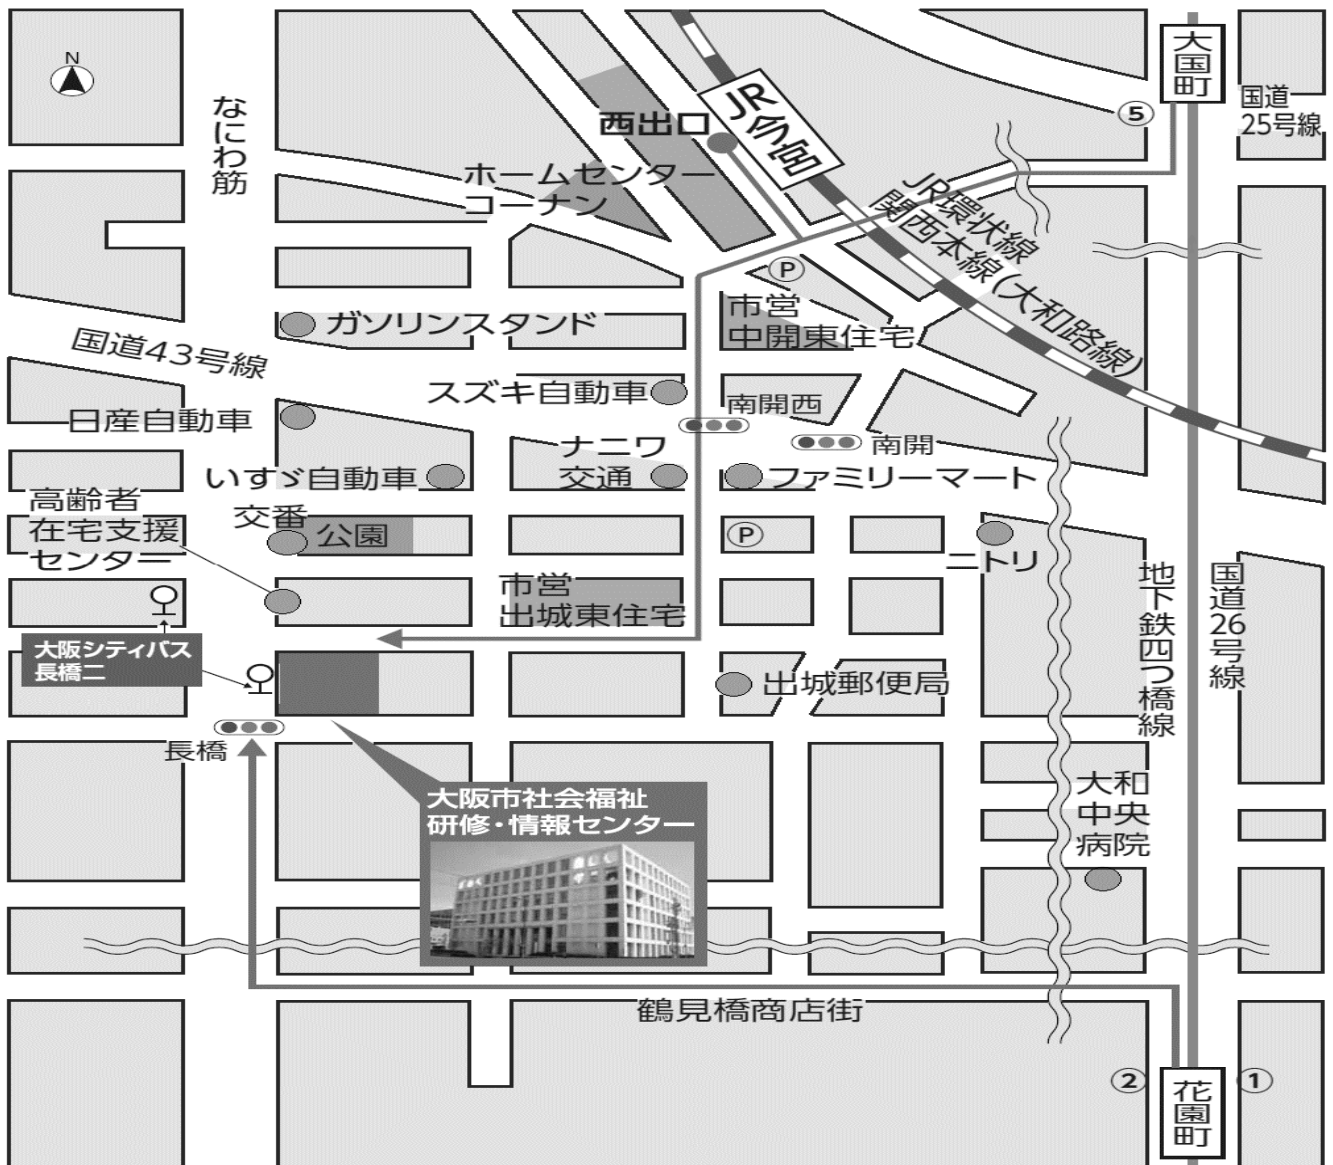 N
なにわ筋
大国町
国道
25号線
5
西出口
JR今宮
ホームセンター
コーナン
JR環状線
関西本線(大和路線)
P
市営
中開東住宅
ガソリンスタンド
国道43号線
スズキ自動車
南開西
日産自動車
南開
ナニワ
交通
いすゞ自動車
ファミリーマート
高齢者
在宅支援
センター
交番
公園
P
ニトリ
市営
出城東住宅
地下鉄四つ橋線
国道26号線
大阪シティバス
長橋二
出城郵便局
長橋
大阪市社会福祉
研修・情報センター
大和
中央
病院
鶴見橋商店街
2
花園町
1